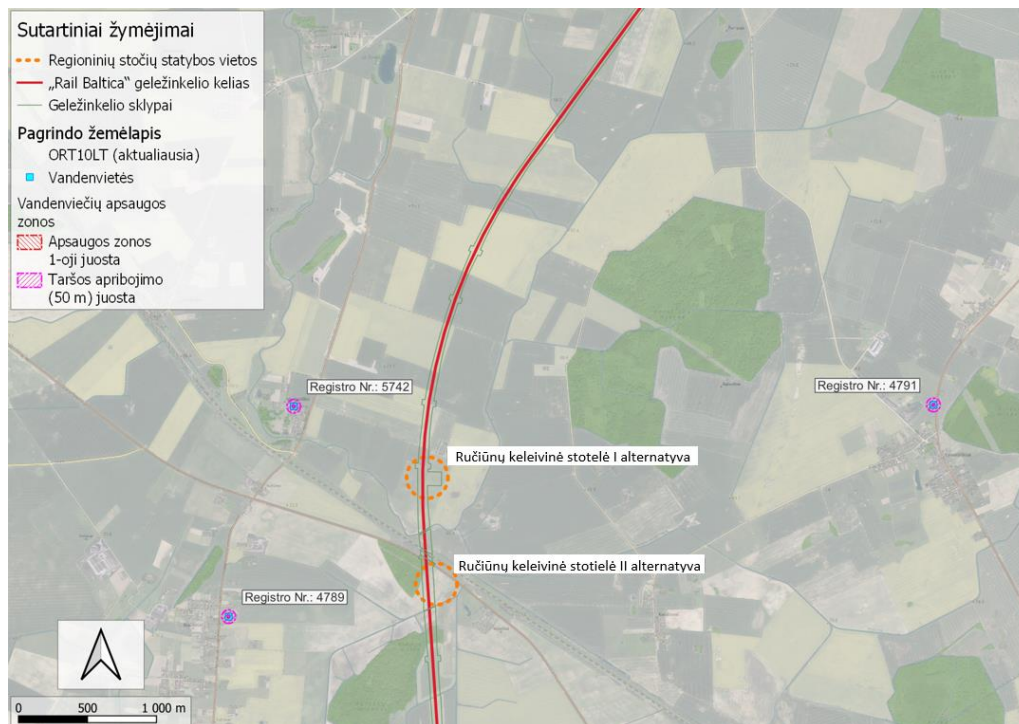 Sutartiniai žymėjimai
Regioninių stočių statybos vietos
„Rail Baltica“ geležinkelio kelias
Geležinkelio sklypai
Pagrindo žemėlapis
ORT10LT (aktualiausia)
Vandenvietės
Vandenviečių apsaugos
zonos
Apsaugos zonos
1-oji juosta
Taršos apribojimo
(50 m) juosta
Registro Nr.: 5742
Registro Nr.: 4791
Ručiūnų keleivinė stotelė I alternatyva
Ručiūnų keleivinė stotielė II alternatyva
Registro Nr.: 4789
0 500 1 000 m